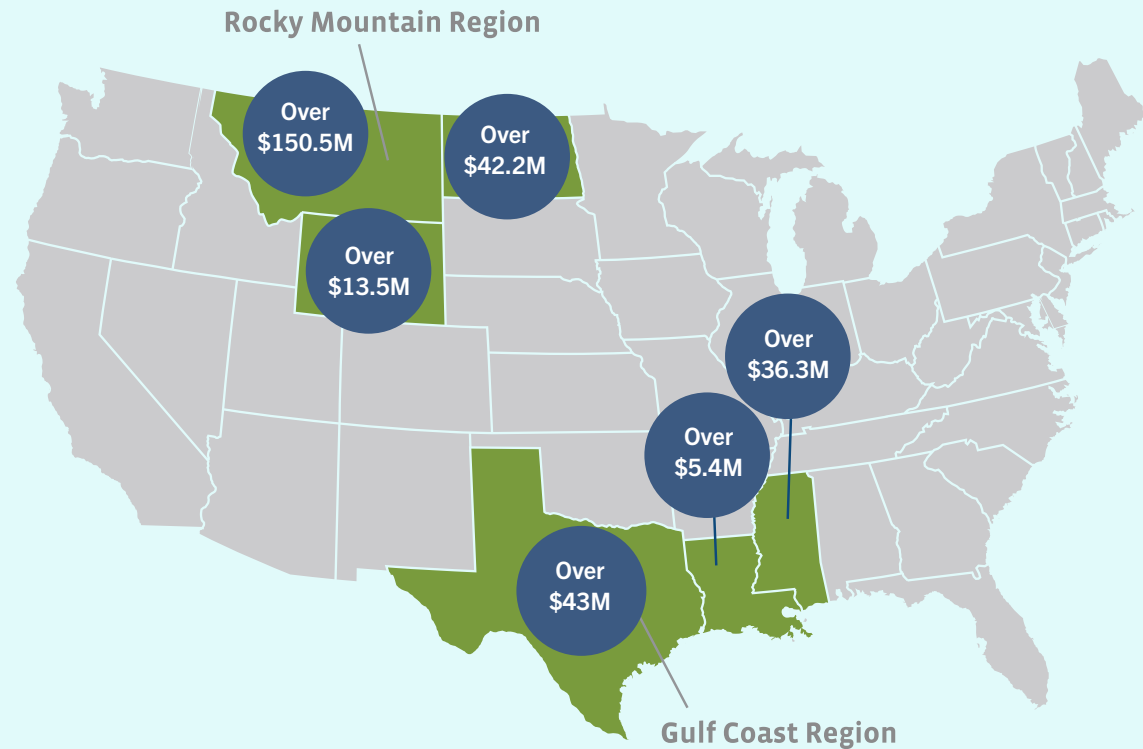 Rocky Mountain Region
Over
$150.5M
Over
$42.2M
Over
$13.5M
Over
$36.3M
Over
$5.4M
Over
$43M
Gulf Coast Region